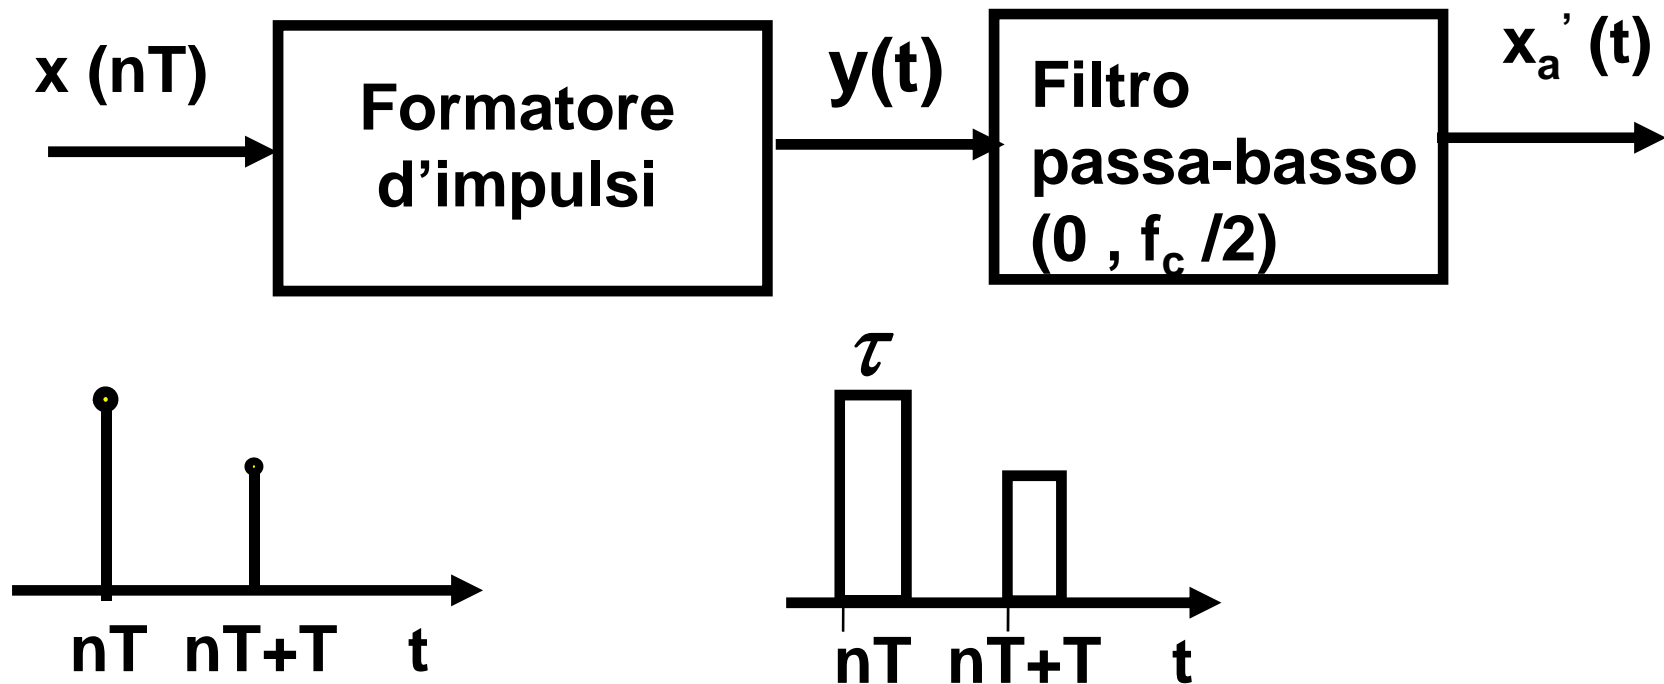 x (nT)
Formatore
d’impulsi
y(t)
Filtro
passa-basso
(0 , fc /2)
xa’ (t)
τ
nT nT+T t
nT nT+T t